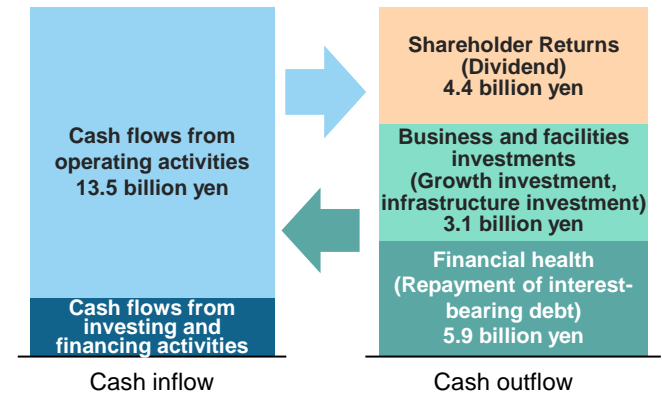 Cash flows from
operating activities
13.5 billion yen
Cash flows from
investing and
financing activities
Cash inflow
Shareholder Returns
(Dividend)
4.4 billion yen
Business and facilities
investments
(Growth investment,
infrastructure investment)
3.1 billion yen
Financial health
(Repayment of interest-
bearing debt)
5.9 billion yen
Cash outflow